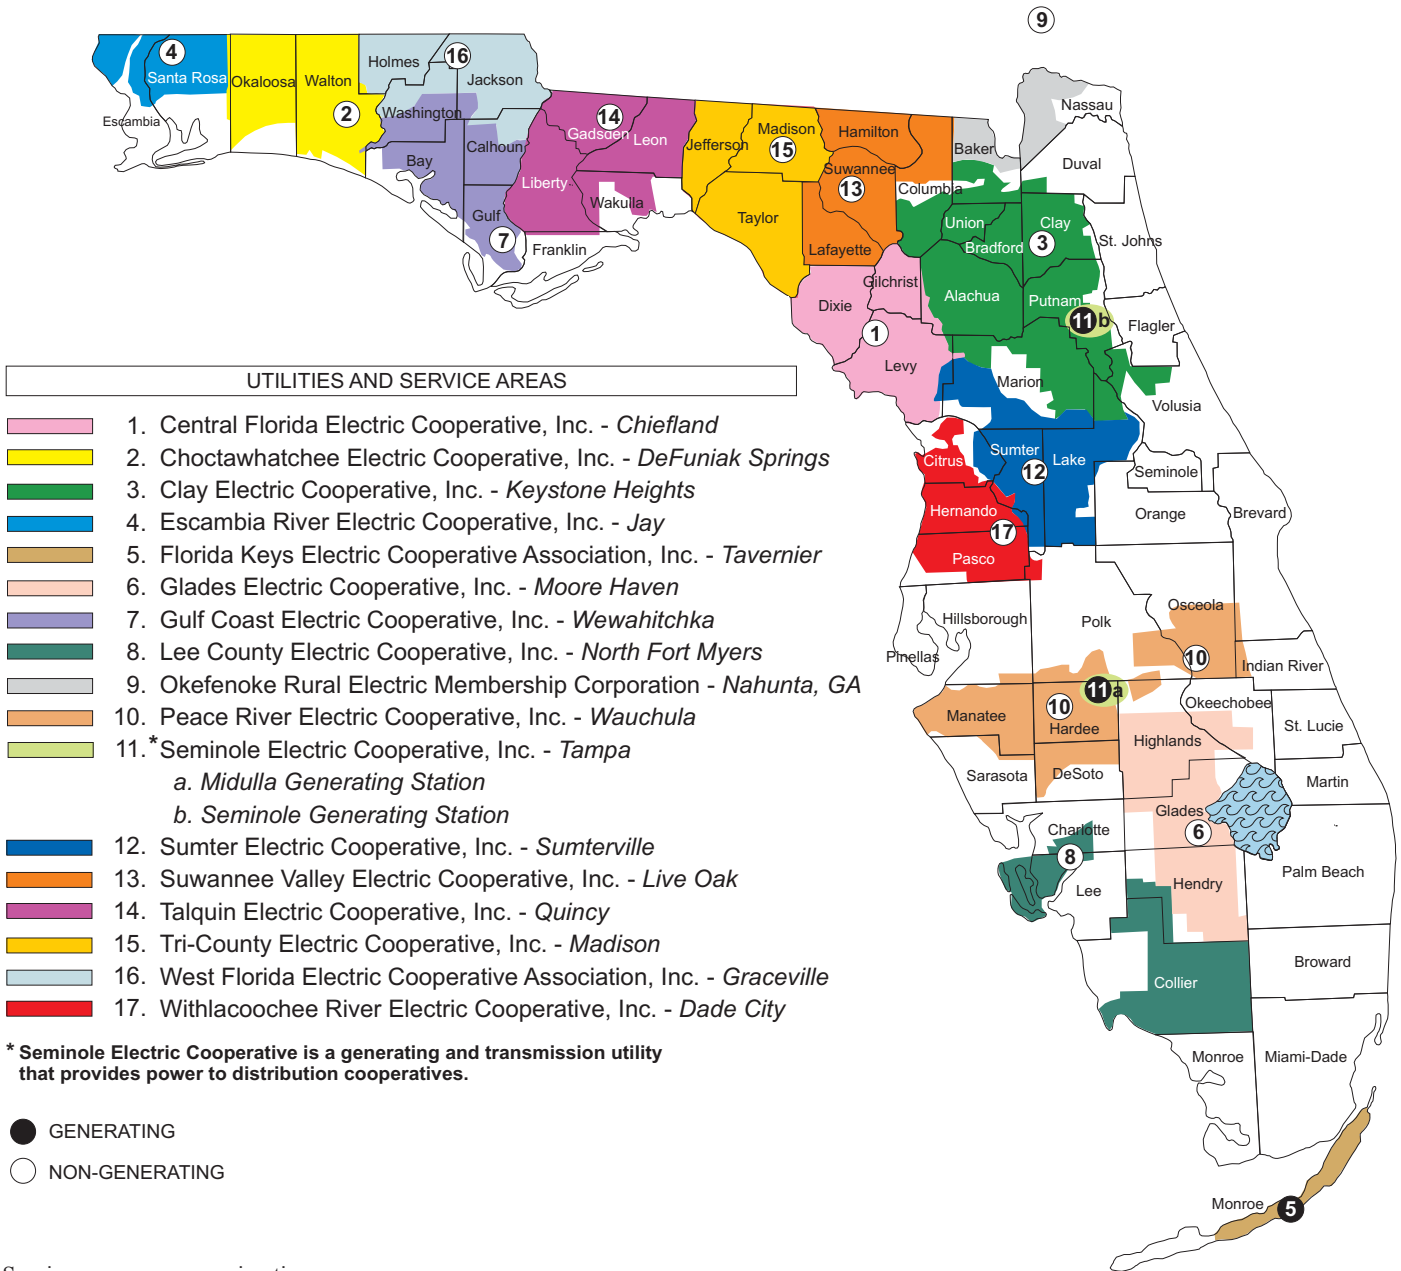 9
4
16
Holmes
Santa Rosa
Okaloosa
Walton
Jackson
Nassau
2
Washington
14
Escambia
Gadsden
Leon
Madison
Hamilton
Jefferson
15
Baker
Duval
Calhoun
Bay
Suwannee
Liberty
13
Columbia
Wakulla
Gulf
Taylor
Union
Clay
7
Franklin
Lafayette
Bradford
3
St. Johns
Gilchrist
Dixie
Alachua
Putnam
1
11 b
Flagler
Levy
Marion
Volusia
Sumter
Lake
Citrus
12
Seminole
Hernando
Orange
Brevard
17
Pasco
Osceola
Hillsborough
Polk
Pinellas
10
Indian River
11 a
10
Okeechobee
Manatee
Hardee
Highlands
St. Lucie
Sarasota
DeSoto
Martin
Glades
Charlotte
6
8
Lee
Hendry
Palm Beach
Collier
Broward
Monroe
Miami-Dade
Monroe
5
UTILITIES AND SERVICE AREAS
1. Central Florida Electric Cooperative, Inc. - Chiefland
2. Choctawhatchee Electric Cooperative, Inc. - DeFuniak Springs
3. Clay Electric Cooperative, Inc. - Keystone Heights
4. Escambia River Electric Cooperative, Inc. - Jay
5. Florida Keys Electric Cooperative Association, Inc. - Tavernier
6. Glades Electric Cooperative, Inc. - Moore Haven
7. Gulf Coast Electric Cooperative, Inc. - Wewahitchka
8. Lee County Electric Cooperative, Inc. - North Fort Myers
9. Okefenoke Rural Electric Membership Corporation - Nahunta, GA
10. Peace River Electric Cooperative, Inc. - Wauchula
11.* Seminole Electric Cooperative, Inc. - Tampa
a. Midulla Generating Station
b. Seminole Generating Station
12. Sumter Electric Cooperative, Inc. - Sumterville
13. Suwannee Valley Electric Cooperative, Inc. - Live Oak
14. Talquin Electric Cooperative, Inc. - Quincy
15. Tri-County Electric Cooperative, Inc. - Madison
16. West Florida Electric Cooperative Association, Inc. - Graceville
17. Withlacoochee River Electric Cooperative, Inc. - Dade City
* Seminole Electric Cooperative is a generating and transmission utility
that provides power to distribution cooperatives.
GENERATING
NON-GENERATING